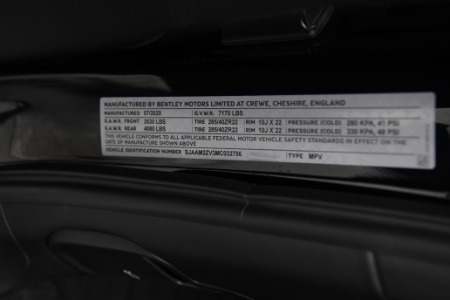 MANUFACTURED BY BENTLEY MOTORS LIMITED AT CREWE, CHESHIRE, ENGLAND
MANUFACTURED 07/2020 G.V.W.R. 7170 LBS
G.A.W.R. FRONT 3535 LBS TIRE 285/40ZR22 RIM 10J X 22 PRESSURE (COLD) 280 KPA, 41 PSI
G.A.W.R. REAR 4080 LBS TIRE 285/40ZR22 RIM 10J X 22 PRESSURE (COLD) 330 KPA, 48 PSI
THIS VEHICLE CONFORMS TO ALL APPLICABLE FEDERAL MOTOR VEHICLE SAFETY STANDARDS IN EFFECT ON THE
DATE OF MANUFACTURE SHOWN ABOVE
VEHICLE IDENTIFICATION NUMBER SJAAM2ZV3MC032756 TYPE MPV